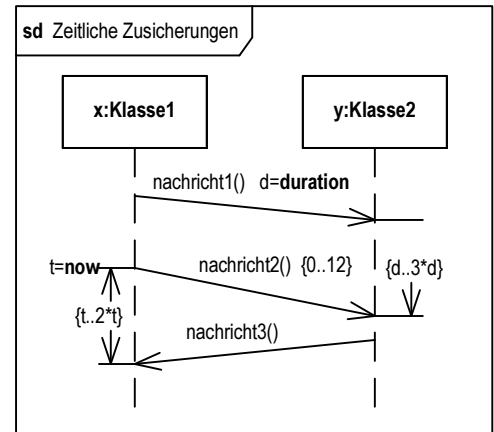 sd Zeitliche Zusicherungen
x:Klasse1 y:Klasse2
nachricht1() d=duration
t=now nachricht2() {0..12} {d..3*d}
{t..2*t}
nachricht3()